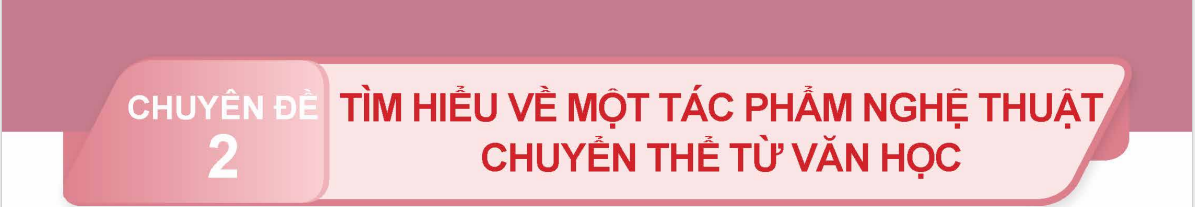 CHUYÊN ĐỀ
2
TÌM HIỂU VỀ MỘT TÁC PHẨM NGHỆ THUẬT
CHUYỂN THỂ TỪ VĂN HỌC